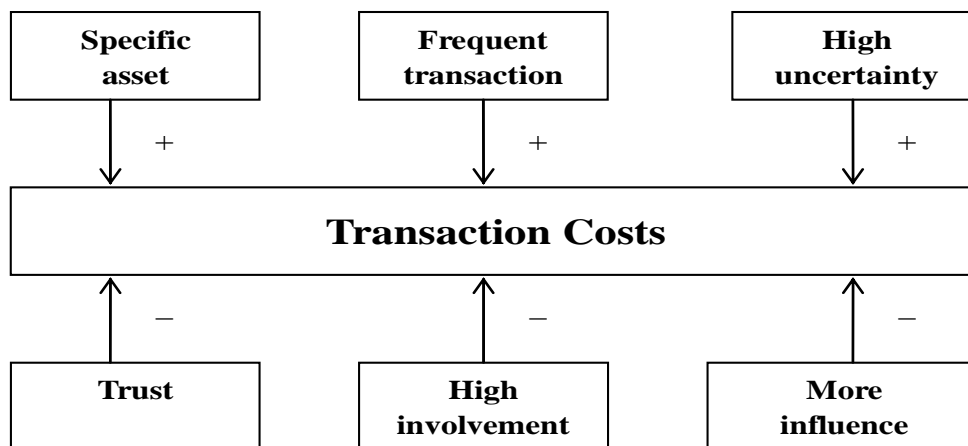 Specific
asset
Frequent
transaction
High
uncertainty
+
+
+
Transaction Costs
–
–
–
Trust
High
involvement
More
influence